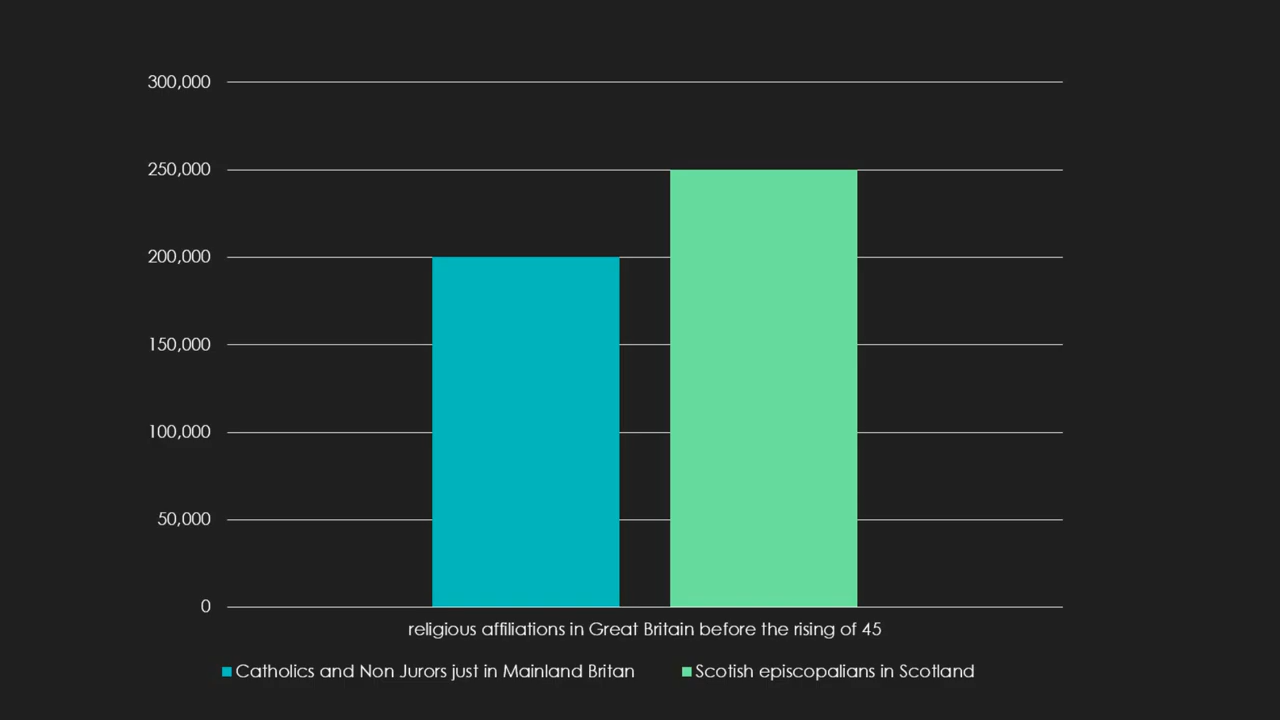 300,000
250,000
200,000
150,000
100,000
50,000
0
religious affiliations in Great Britain before the rising of 45
Catholics and Non Jurors just in Mainland Britan
Scotish episcopalians in Scotland